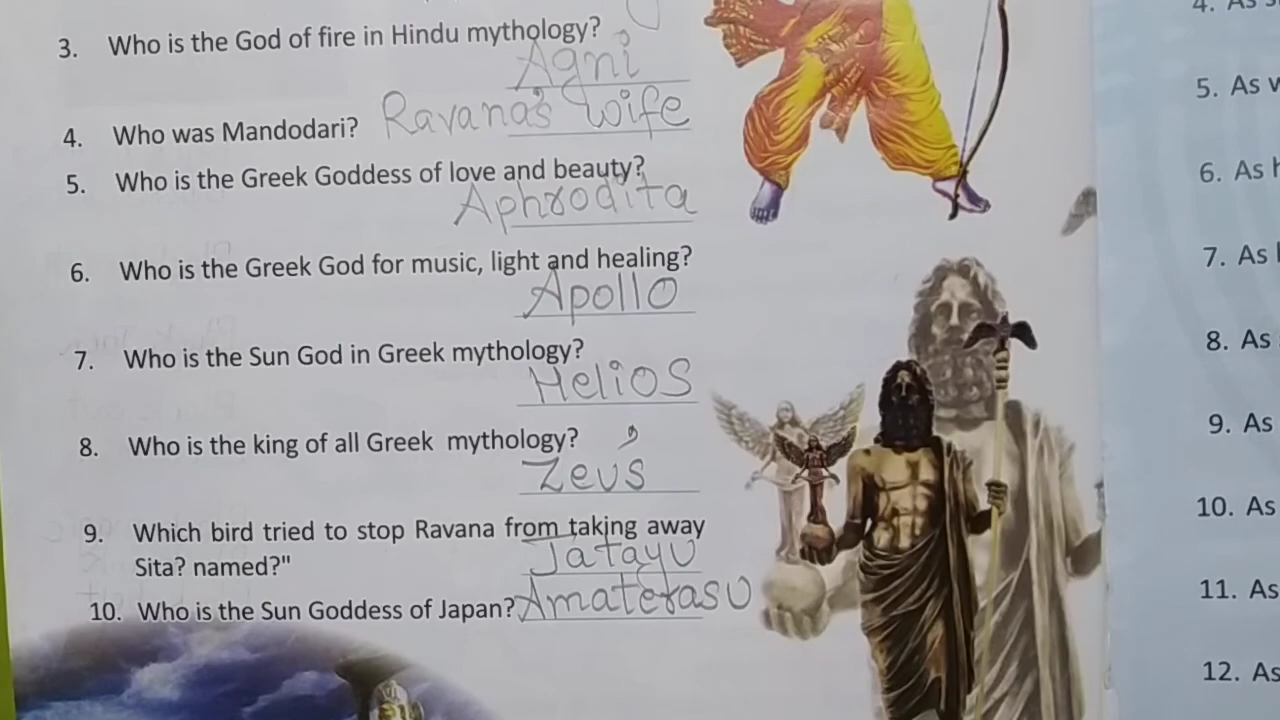 3. Who is the God of fire in Hindu mythology?
Agni
4. Who was Mandodari? Ravana's wife
5. Who is the Greek Goddess of love and beauty?
Aphrodita
6. Who is the Greek God for music, light and healing?
Apollo
7. Who is the Sun God in Greek mythology?
Helios
8. Who is the king of all Greek mythology?
Zeus
9. Which bird tried to stop Ravana from taking away
Jatayu
Sita? named?"
10. Who is the Sun Goddess of Japan? Amaterasu
4. As
5. As
6. As
7. As
8. As
9. As
10. As
11. As
12. As